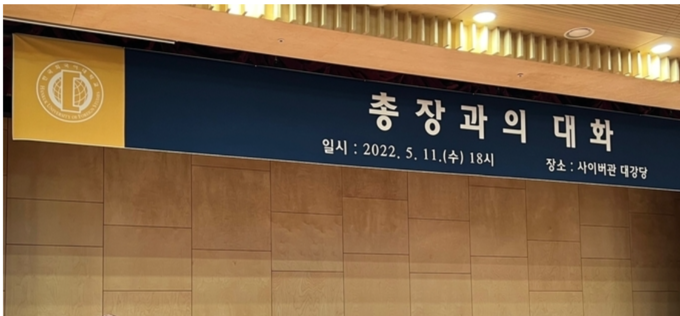 총장과의 대화
일시 : 2022. 5. 11.(수) 18시
장소 : 사이버관 대강당